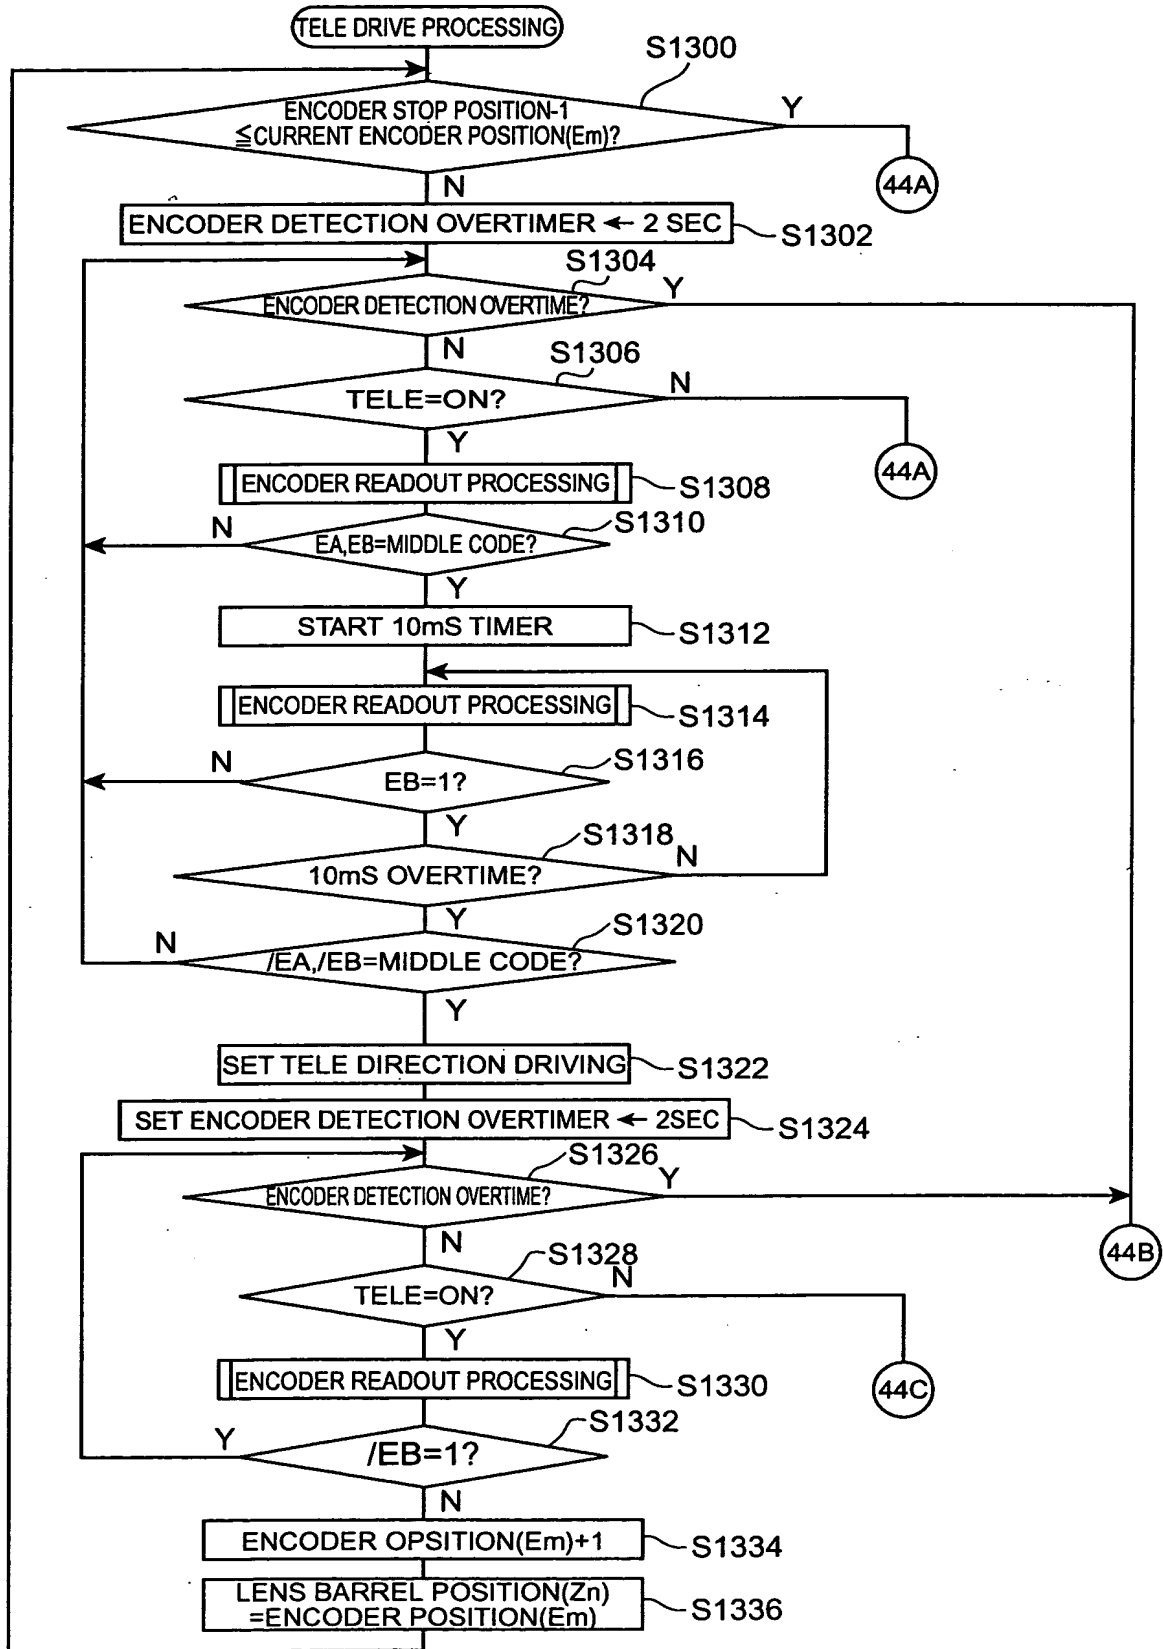 TELE DRIVE PROCESSING
S1300
ENCODER STOP POSITION-1
≦CURRENT ENCODER POSITION(Em)?
Y
44A
N
ENCODER DETECTION OVERTIMER ← 2 SEC
S1302
S1304
ENCODER DETECTION OVERTIME?
Y
N
S1306
TELE=ON?
N
44A
Y
ENCODER READOUT PROCESSING
S1308
S1310
N
EA,EB=MIDDLE CODE?
Y
START 10mS TIMER
S1312
ENCODER READOUT PROCESSING
S1314
S1316
N
EB=1?
Y
S1318
10mS OVERTIME?
N
Y
S1320
N
/EA,/EB=MIDDLE CODE?
Y
SET TELE DIRECTION DRIVING
S1322
SET ENCODER DETECTION OVERTIMER ← 2SEC
S1324
S1326
ENCODER DETECTION OVERTIME?
Y
44B
N
S1328
TELE=ON?
N
44C
Y
ENCODER READOUT PROCESSING
S1330
S1332
Y
/EB=1?
N
ENCODER OPSITION(Em)+1
S1334
LENS BARREL POSITION(Zn)
=ENCODER POSITION(Em)
S1336